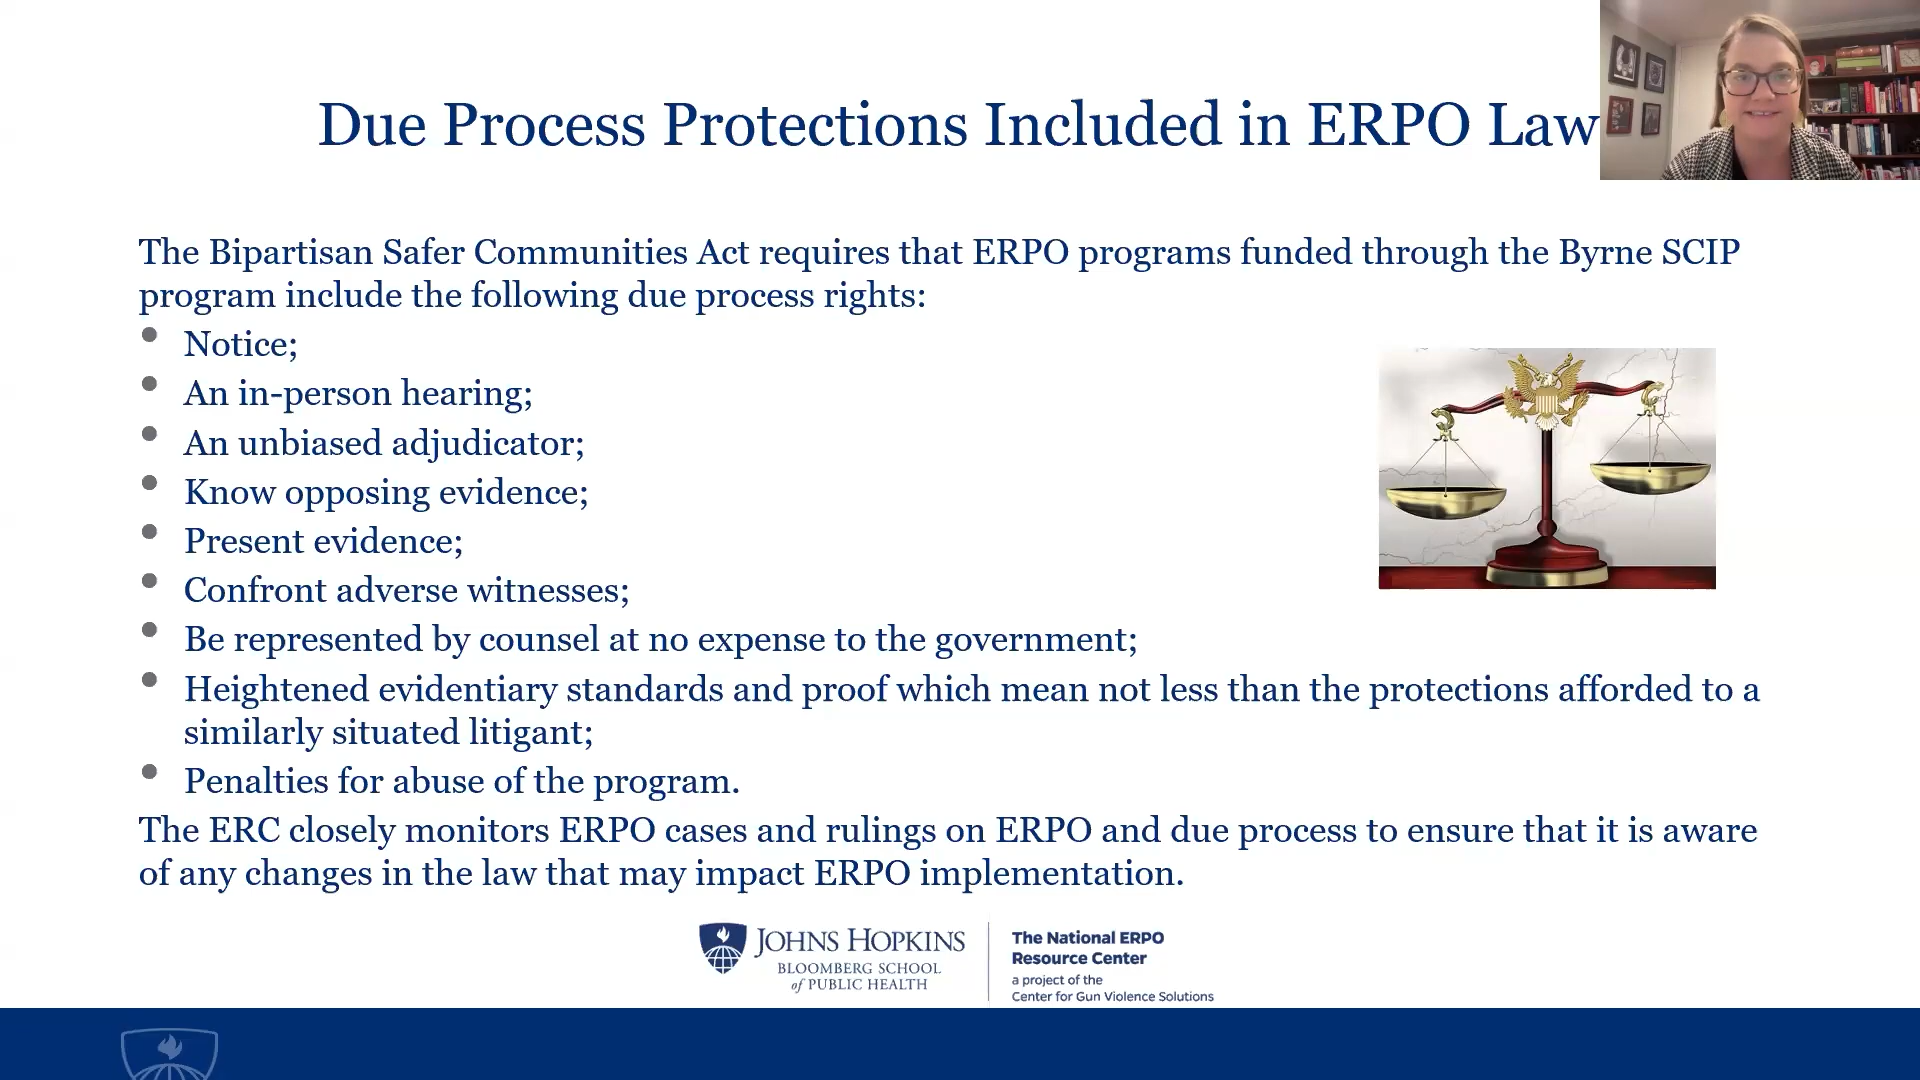 Due Process Protections Included in ERPO Law
The Bipartisan Safer Communities Act requires that ERPO programs funded through the Byrne SCIP
program include the following due process rights:
• Notice;
• An in-person hearing;
• An unbiased adjudicator;
• Know opposing evidence;
• Present evidence;
• Confront adverse witnesses;
• Be represented by counsel at no expense to the government;
• Heightened evidentiary standards and proof which mean not less than the protections afforded to a
similarly situated litigant;
• Penalties for abuse of the program.
The ERC closely monitors ERPO cases and rulings on ERPO and due process to ensure that it is aware
of any changes in the law that may impact ERPO implementation.
JOHNS HOPKINS
BLOOMBERG SCHOOL
of PUBLIC HEALTH
The National ERPO
Resource Center
a project of the
Center for Gun Violence Solutions